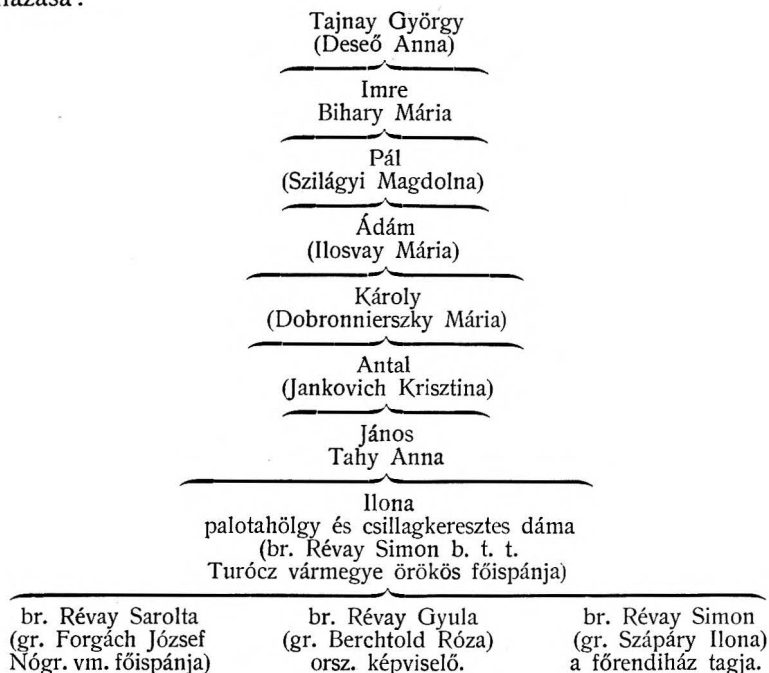 Tajnay György
(Deseő Anna)
Imre
Bihary Mária
Pál
(Szilágyi Magdolna)
Ádám
(Ilosvay Mária)
Károly
(Dobronnierszky Mária)
Antal
(Jankovich Krisztina)
János
Tahy Anna
Ilona
palotahölgy és csillagkeresztes dáma
(br. Révay Simon b. t. t.
Turócz vármegye örökös főispánja)
br. Révay Sarolta
(gr. Forgách József
Nógr. vm. főispánja)
br. Révay Gyula
(gr. Berchtold Róza)
orsz. képviselő.
br. Révay Simon
(gr. Szápáry Ilona)
a főrendiház tagja.